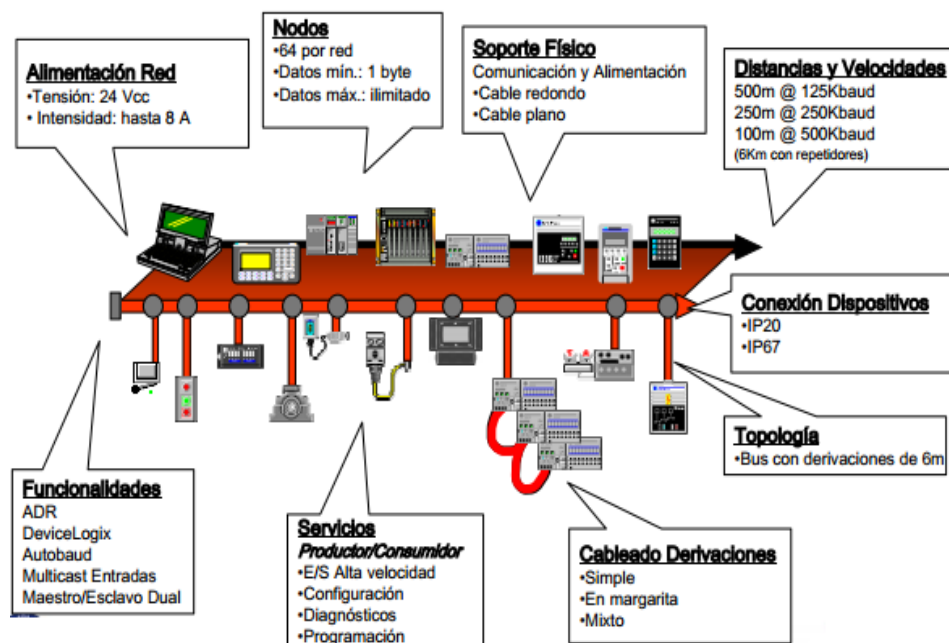 Alimentación Red
•Tensión: 24 Vcc
• Intensidad: hasta 8 A
Nodos
•64 por red
•Datos mín.: 1 byte
•Datos máx.: ilimitado
Soporte Físico
Comunicación y Alimentación
•Cable redondo
•Cable plano
Distancias y Velocidades
500m @ 125Kbaud
250m @ 250Kbaud
100m @ 500Kbaud
(6Km con repetidores)
Conexión Dispositivos
•IP20
•IP67
Topología
•Bus con derivaciones de 6m
Funcionalidades
ADR
DeviceLogix
Autobaud
Multicast Entradas
Maestro/Esclavo Dual
Servicios
Productor/Consumidor
•E/S Alta velocidad
•Configuración
•Diagnósticos
•Programación
Cableado Derivaciones
•Simple
•En margarita
•Mixto